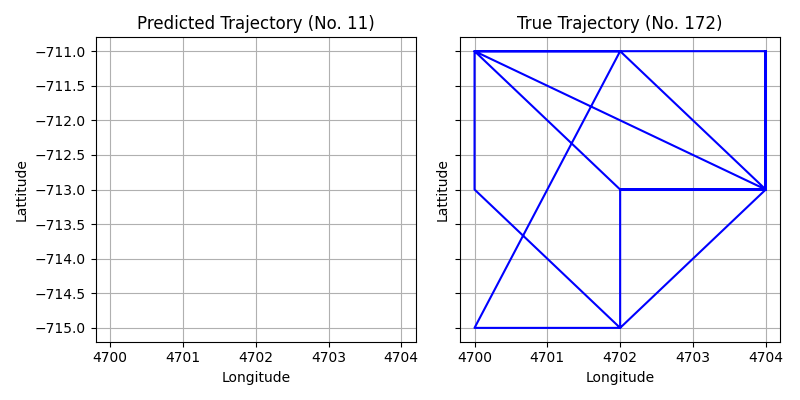 Predicted Trajectory (No. 11)
True Trajectory (No. 172)
Lattitude
−711.0
−711.5
−712.0
−712.5
−713.0
−713.5
−714.0
−714.5
−715.0
4700 4701 4702 4703 4704
Longitude
Lattitude
4700 4701 4702 4703 4704
Longitude